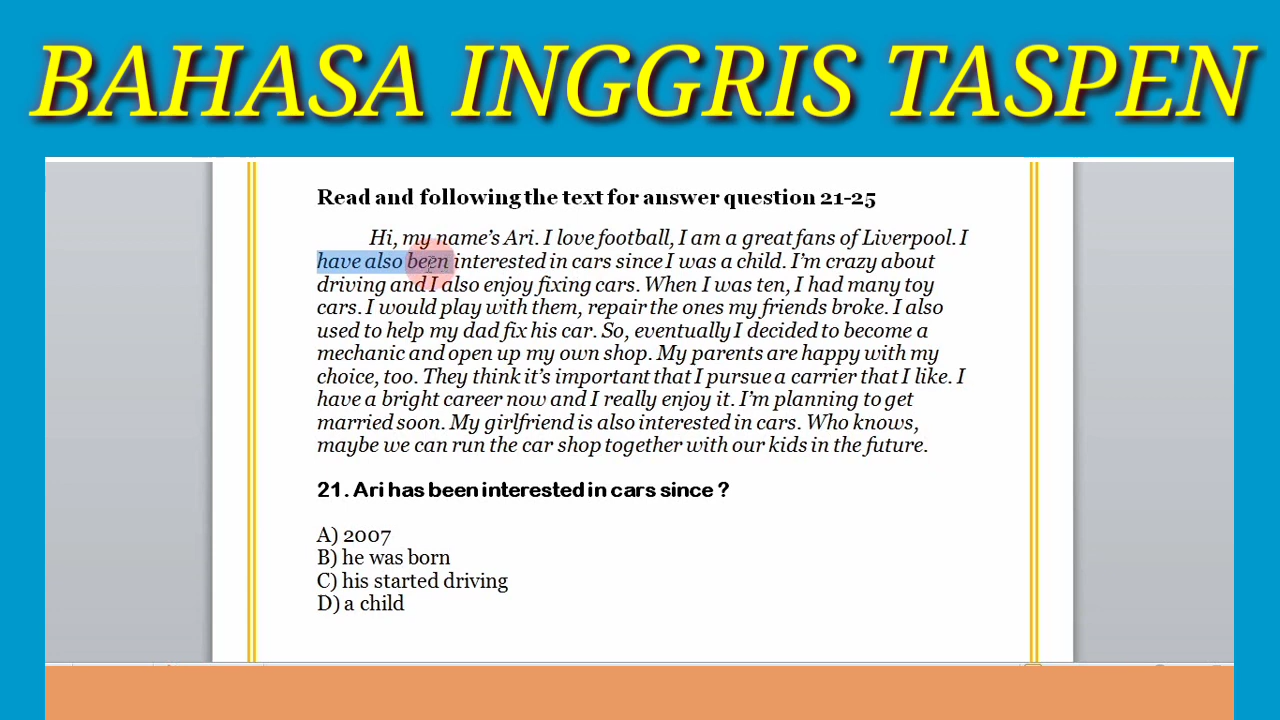 BAHASA INGGRIS TASPEN
Read and following the text for answer question 21-25
Hi, my name's Ari. I love football, I am a great fans of Liverpool. I
have also been interested in cars since I was a child. I'm crazy about
driving and I also enjoy fixing cars. When I was ten, I had many toy
cars. I would play with them, repair the ones my friends broke. I also
used to help my dad fix his car. So, eventually I decided to become a
mechanic and open up my own shop. My parents are happy with my
choice, too. They think it's important that I pursue a carrier that I like. I
have a bright career now and I really enjoy it. I'm planning to get
married soon. My girlfriend is also interested in cars. Who knows,
maybe we can run the car shop together with our kids in the future.
21. Ari has been interested in cars since ?
A) 2007
B) he was born
C) his started driving
D) a child